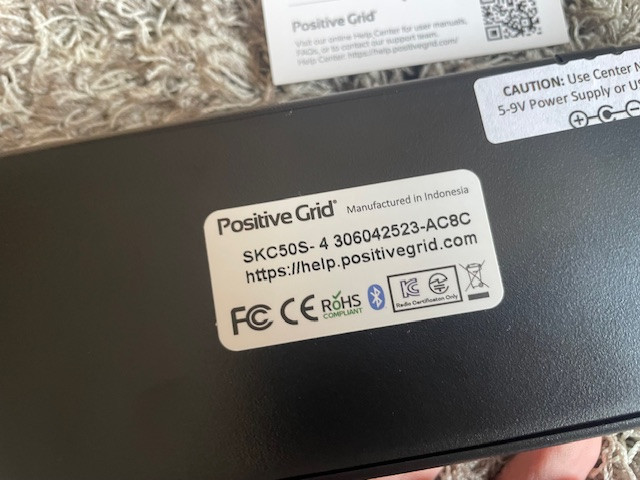 Positive Grid®
Visit our online Help Center for user manuals,
FAQs, or to contact our support team.
Help Center: https://help.positivegrid.com/
CAUTION: Use Center
5-9V Power Supply or
Positive Grid® Manufactured in Indonesia
SKC50S- 4 306042523-AC8C
https://help.positivegrid.com
FC CE RoHS
COMPLIANT
Radio Certification Only